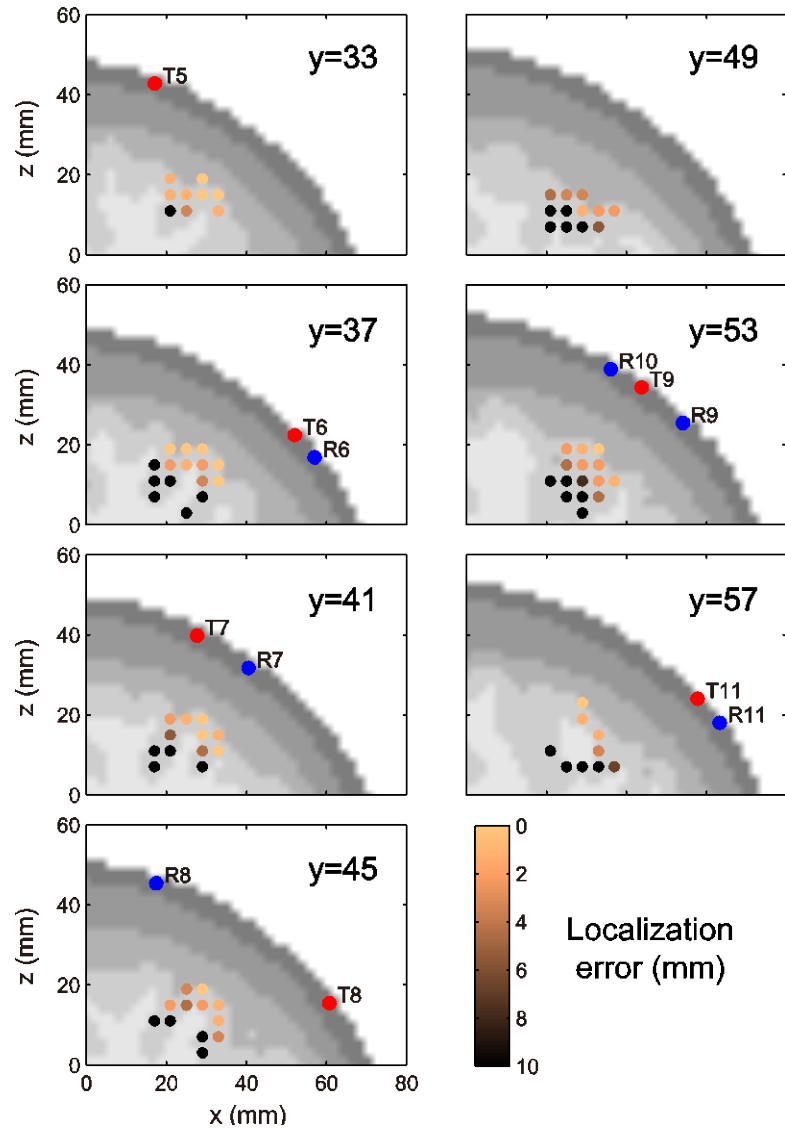 60
y=33
T5
40
z (mm)
20
0
y=49
60
y=37
40
T6
R6
z (mm)
20
0
y=53
R10
T9
R9
60
y=41
T7
R7
40
z (mm)
20
0
y=57
T11
R11
60
y=45
R8
40
z (mm)
20
T8
0
0
20
40
60
80
x (mm)
0
2
4
6
8
10
Localization
error (mm)